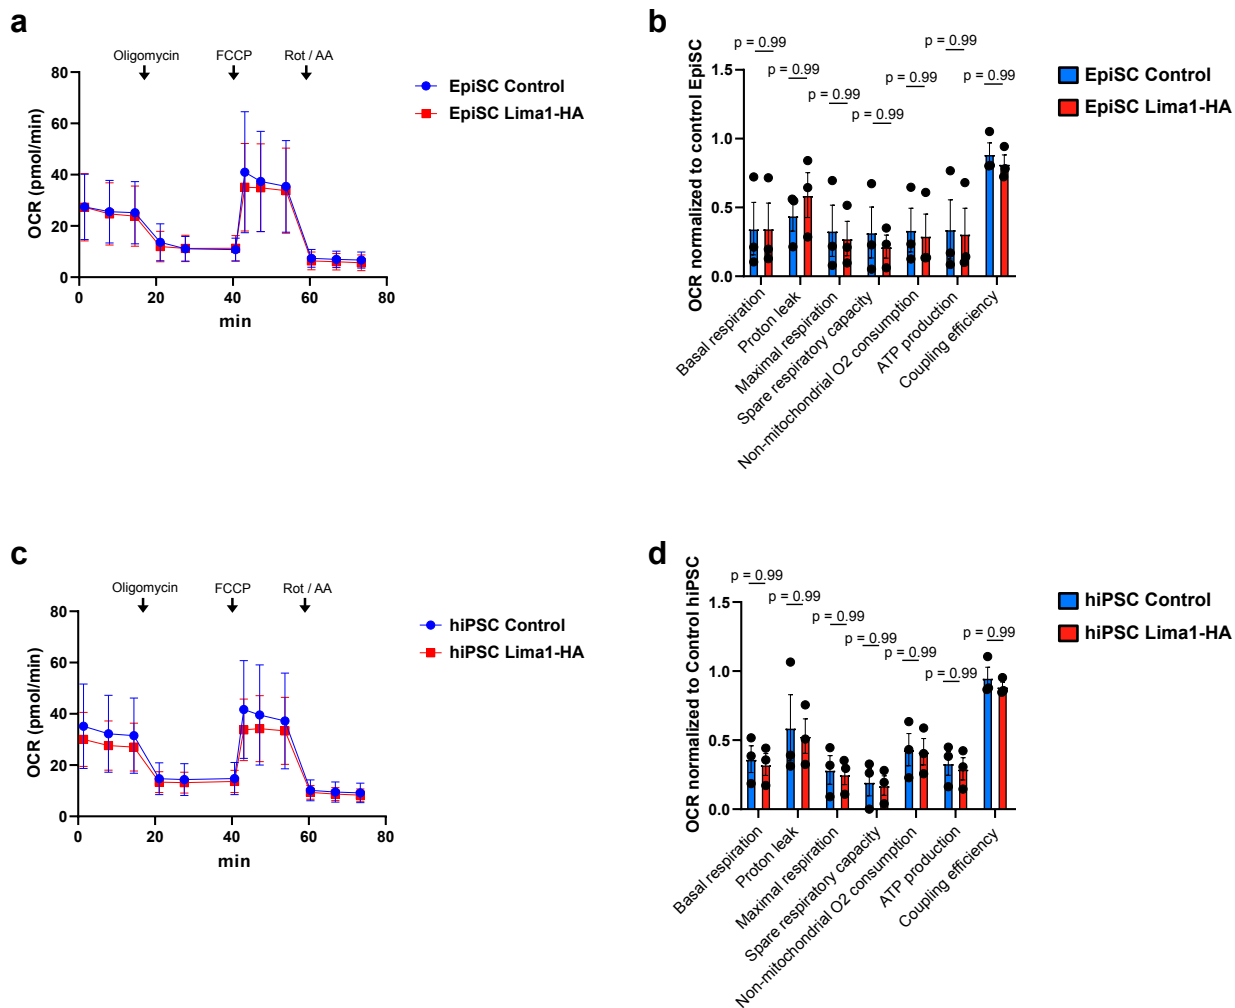 a
Oligomycin
FCCP
Rot / AA
80
60
40
20
0
OCR (pmol/min)
0
20
40
60
80
min
EpiSC Control
EpiSC Lima1-HA
b
p = 0.99
p = 0.99
p = 0.99
p = 0.99
p = 0.99
p = 0.99
p = 0.99
1.5
1.0
0.5
0.0
OCR normalized to control EpiSC
Basal respiration
Proton leak
Maximal respiration
Spare respiratory capacity
Non-mitochondrial O2 consumption
ATP production
Coupling efficiency
EpiSC Control
EpiSC Lima1-HA
c
Oligomycin
FCCP
Rot / AA
80
60
40
20
0
OCR (pmol/min)
0
20
40
60
80
min
hiPSC Control
hiPSC Lima1-HA
d
p = 0.99
p = 0.99
p = 0.99
p = 0.99
p = 0.99
p = 0.99
p = 0.99
1.5
1.0
0.5
0.0
OCR normalized to Control hiPSC
Basal respiration
Proton leak
Maximal respiration
Spare respiratory capacity
Non-mitochondrial O2 consumption
ATP production
Coupling efficiency
hiPSC Control
hiPSC Lima1-HA